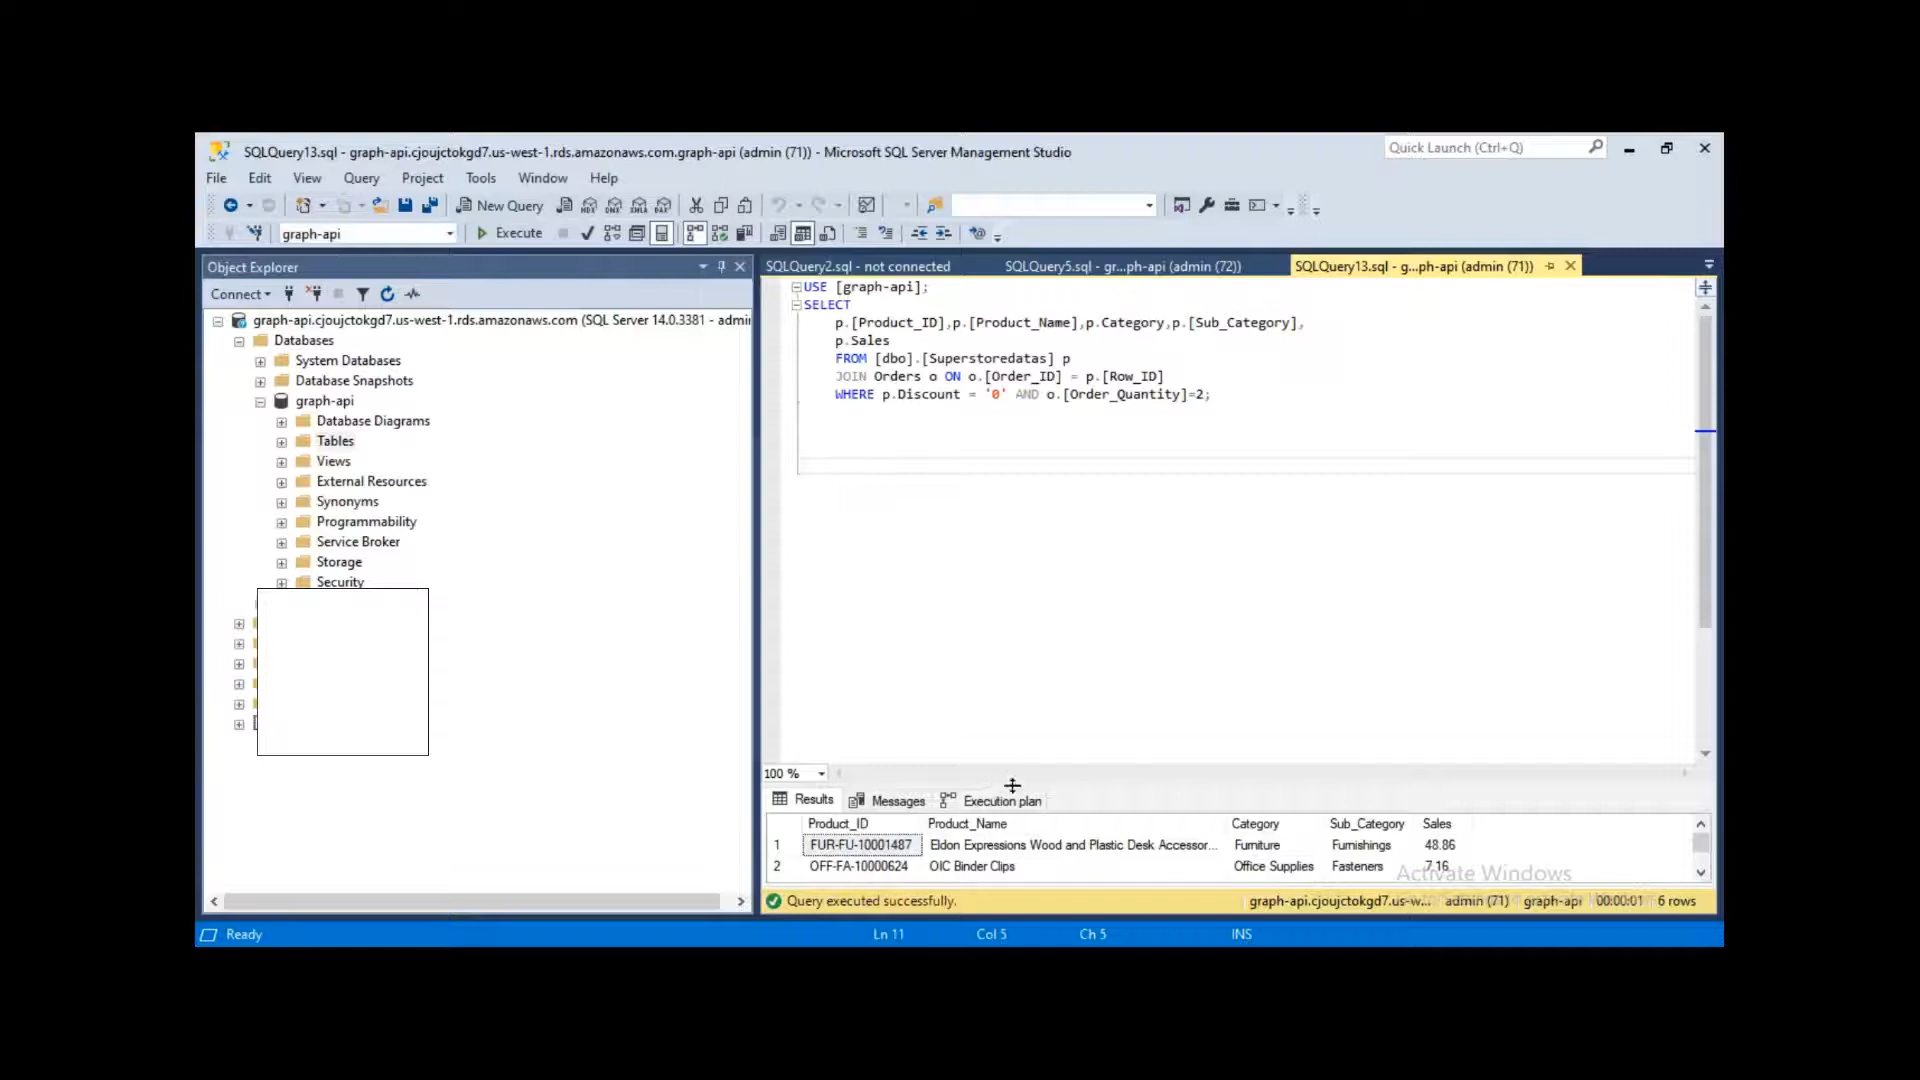 SQLQuery13.sql - graph-api.cjoujctokgd7.us-west-1.rds.amazonaws.com.graph-api (admin (71)) - Microsoft SQL Server Management Studio
Quick Launch (Ctrl+Q)
File Edit View Query Project Tools Window Help
New Query
graph-api Execute
Object Explorer
SQLQuery2.sql - not connected SQLQuery5.sql - gr...ph-api (admin (72)) SQLQuery13.sql - g...ph-api (admin (71))
Connect
graph-api.cjoujctokgd7.us-west-1.rds.amazonaws.com (SQL Server 14.0.3381 - admi
Databases
System Databases
Database Snapshots
graph-api
Database Diagrams
Tables
Views
External Resources
Synonyms
Programmability
Service Broker
Storage
Security
USE [graph-api];
SELECT
p.[Product_ID],p.[Product_Name],p.Category,p.[Sub_Category],
p.Sales
FROM [dbo].[Superstoredatas] p
JOIN Orders o ON o.[Order_ID] = p.[Row_ID]
WHERE p.Discount = '0' AND o.[Order_Quantity]=2;
100 %
Results Messages Execution plan
Product_ID Product_Name Category Sub_Category Sales
1 FUR-FU-10001487 Eldon Expressions Wood and Plastic Desk Accessor... Furniture Furnishings 48.86
2 OFF-FA-10000624 OIC Binder Clips Office Supplies Fasteners 7.16
Activate Windows
Query executed successfully. graph-api.cjoujctokgd7.us-w... admin (71) graph-api 00:00:01 6 rows
Ready Ln 11 Col 5 Ch 5 INS